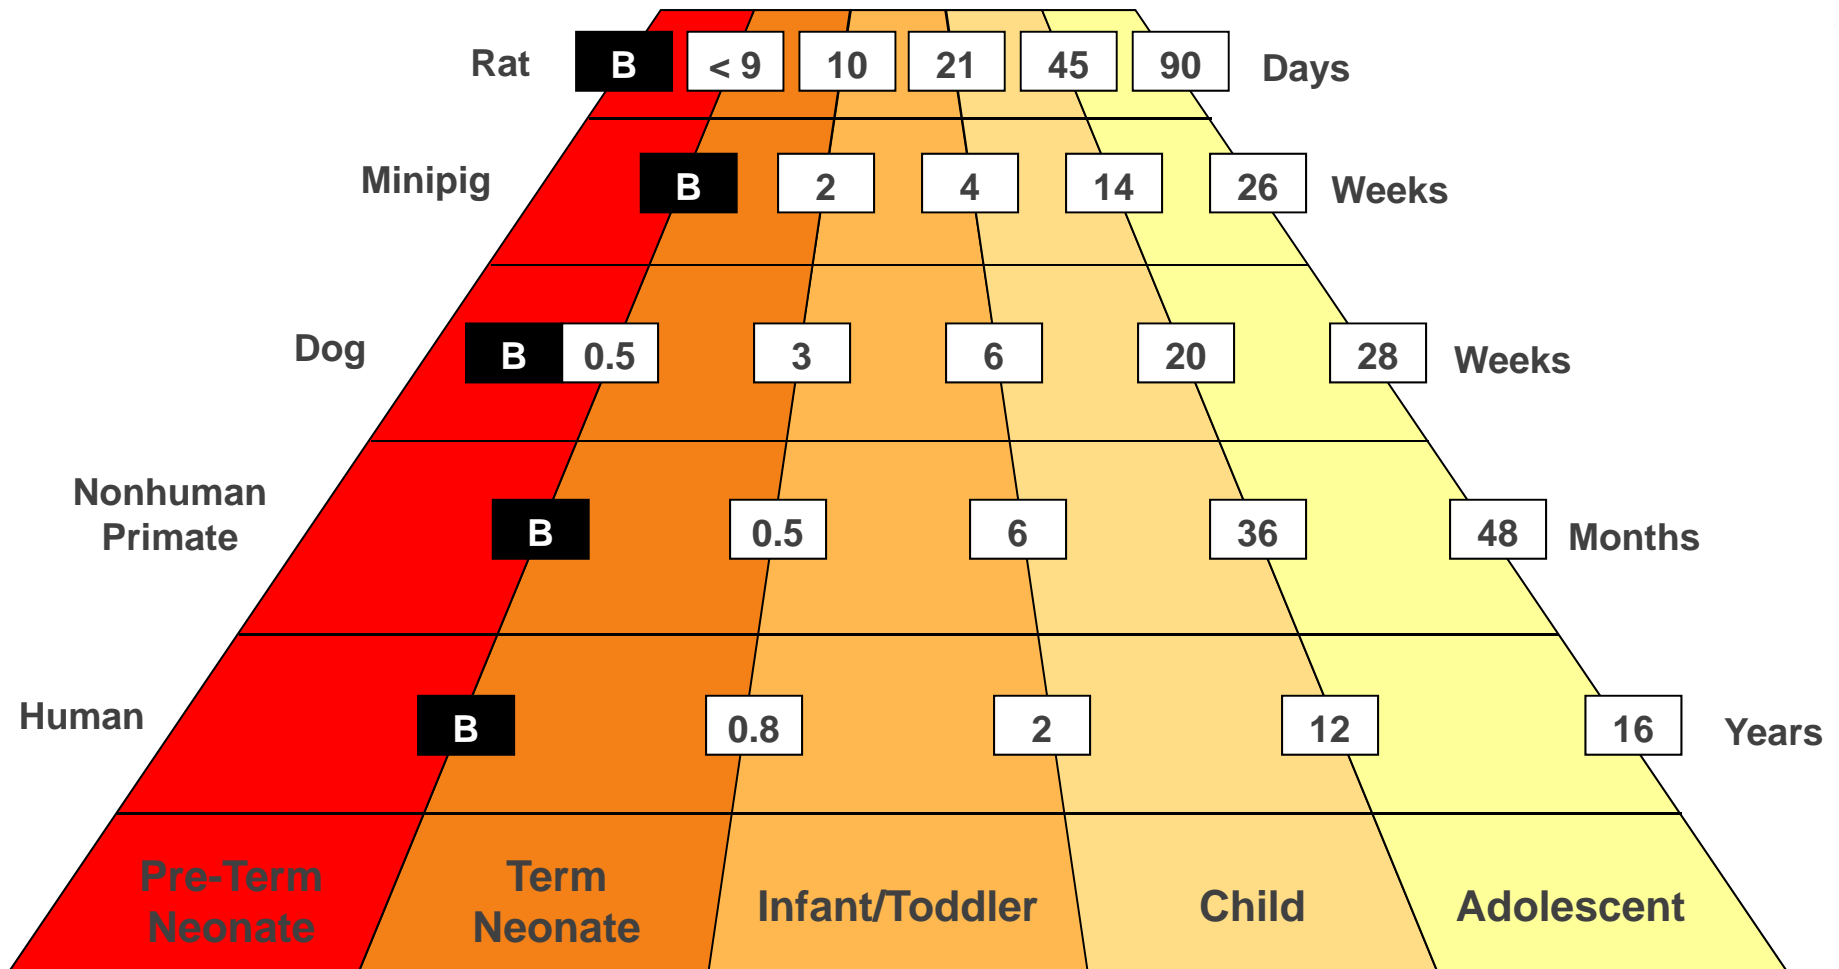 Rat B < 9 10 21 45 90 Days
Minipig B 2 4 14 26 Weeks
Dog B 0.5 3 6 20 28 Weeks
Nonhuman
Primate B 0.5 6 36 48 Months
Human B 0.8 2 12 16 Years
Pre-Term
Neonate
Term
Neonate
Infant/Toddler
Child
Adolescent